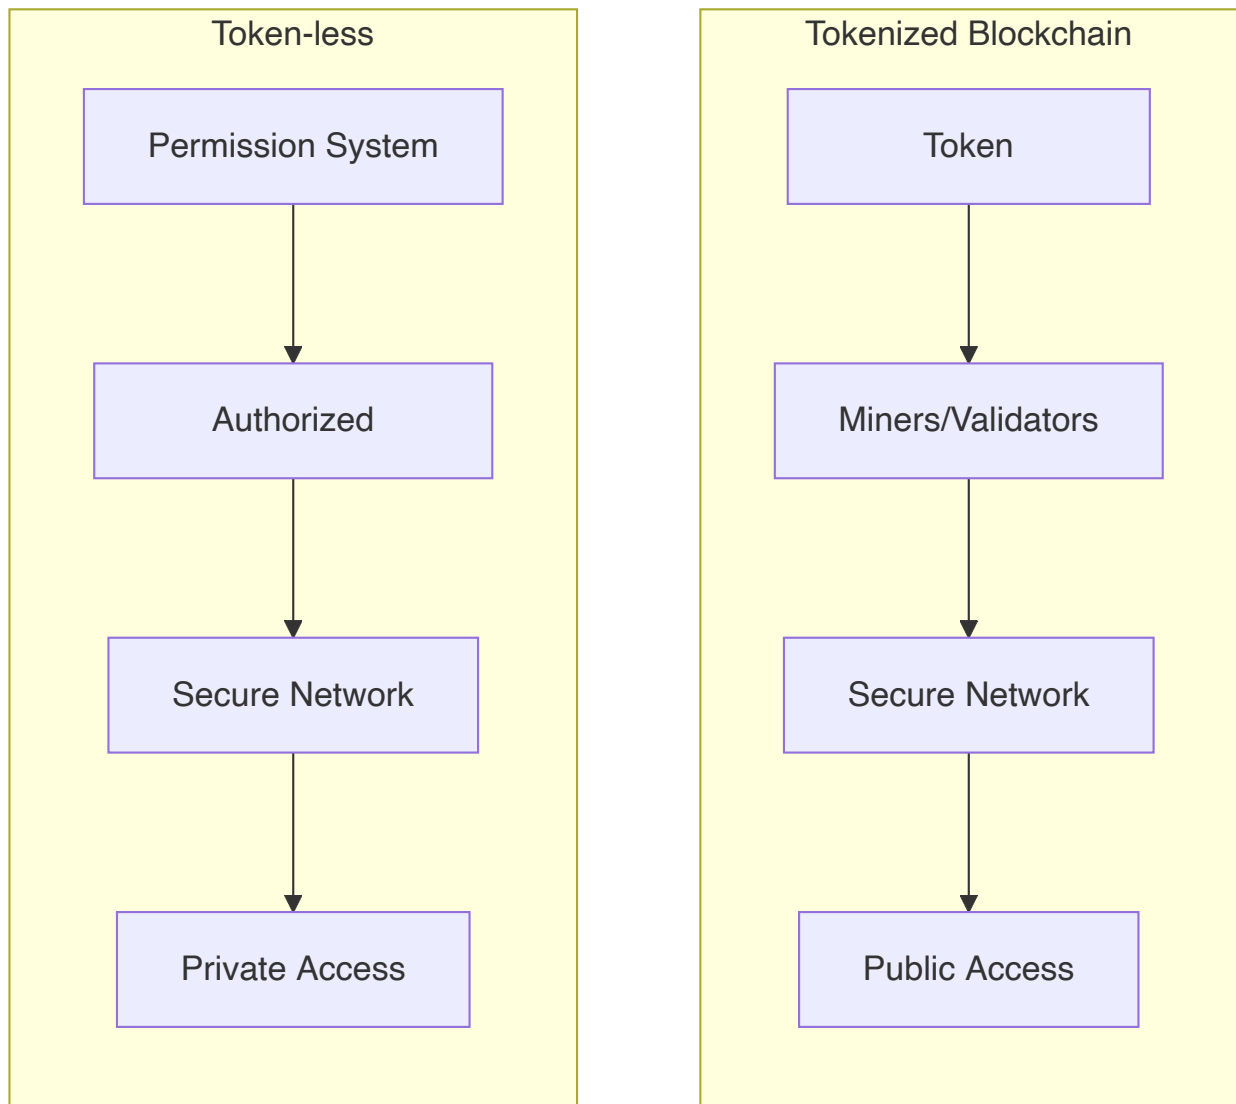 Token-less
Permission System
Authorized
Secure Network
Private Access
Tokenized Blockchain
Token
Miners/Validators
Secure Network
Public Access